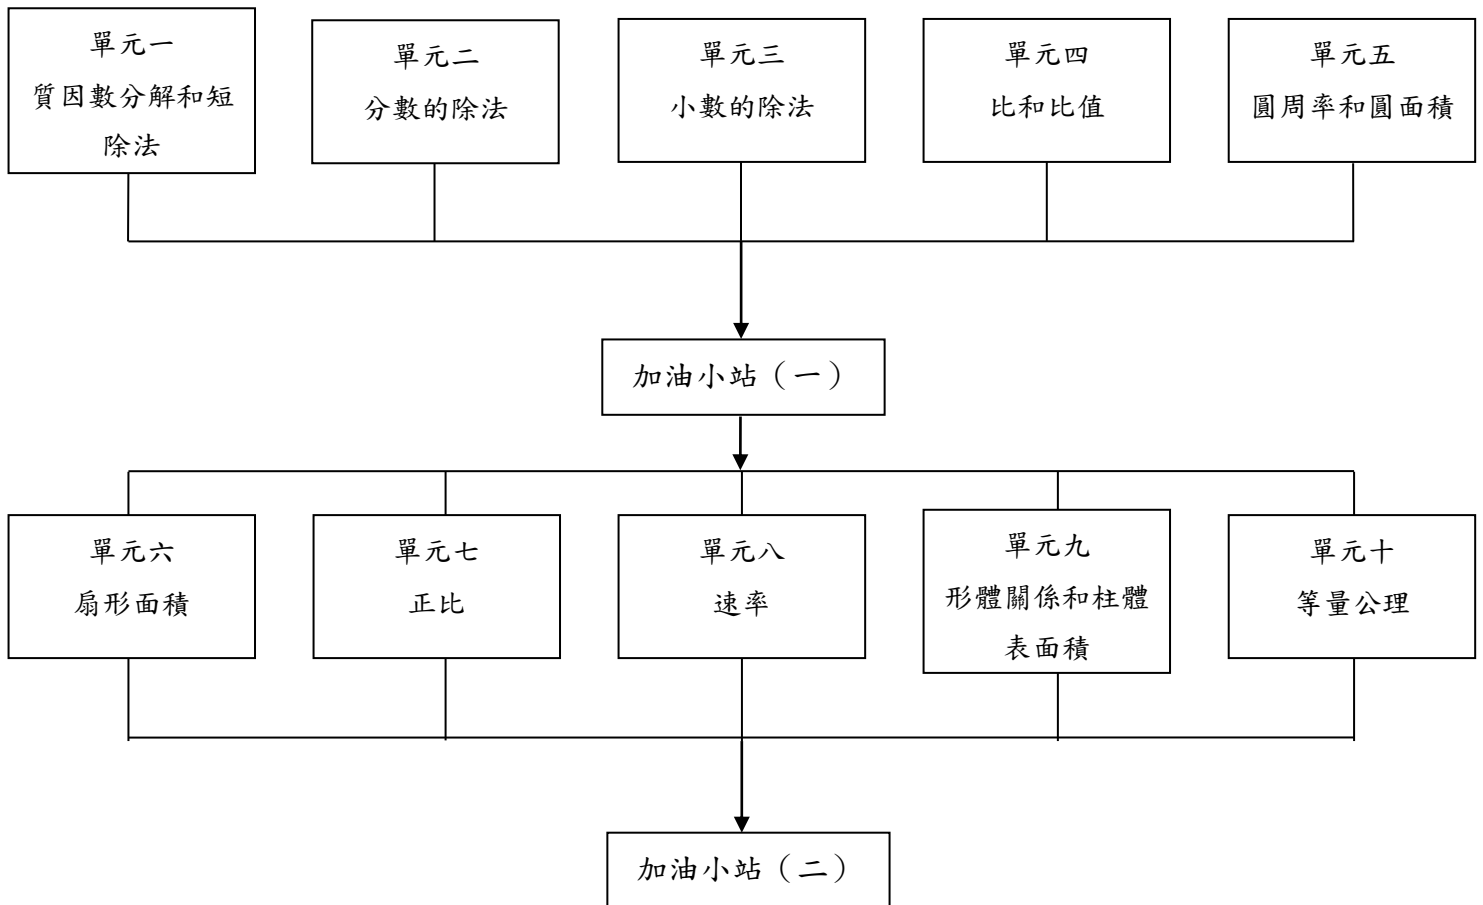 單元一
質因數分解和短
除法
單元二
分數的除法
單元三
小數的除法
單元四
比和比值
單元五
圓周率和圓面積
加油小站（一）
單元六
扇形面積
單元七
正比
單元八
速率
單元九
形體關係和柱體
表面積
單元十
等量公理
加油小站（二）